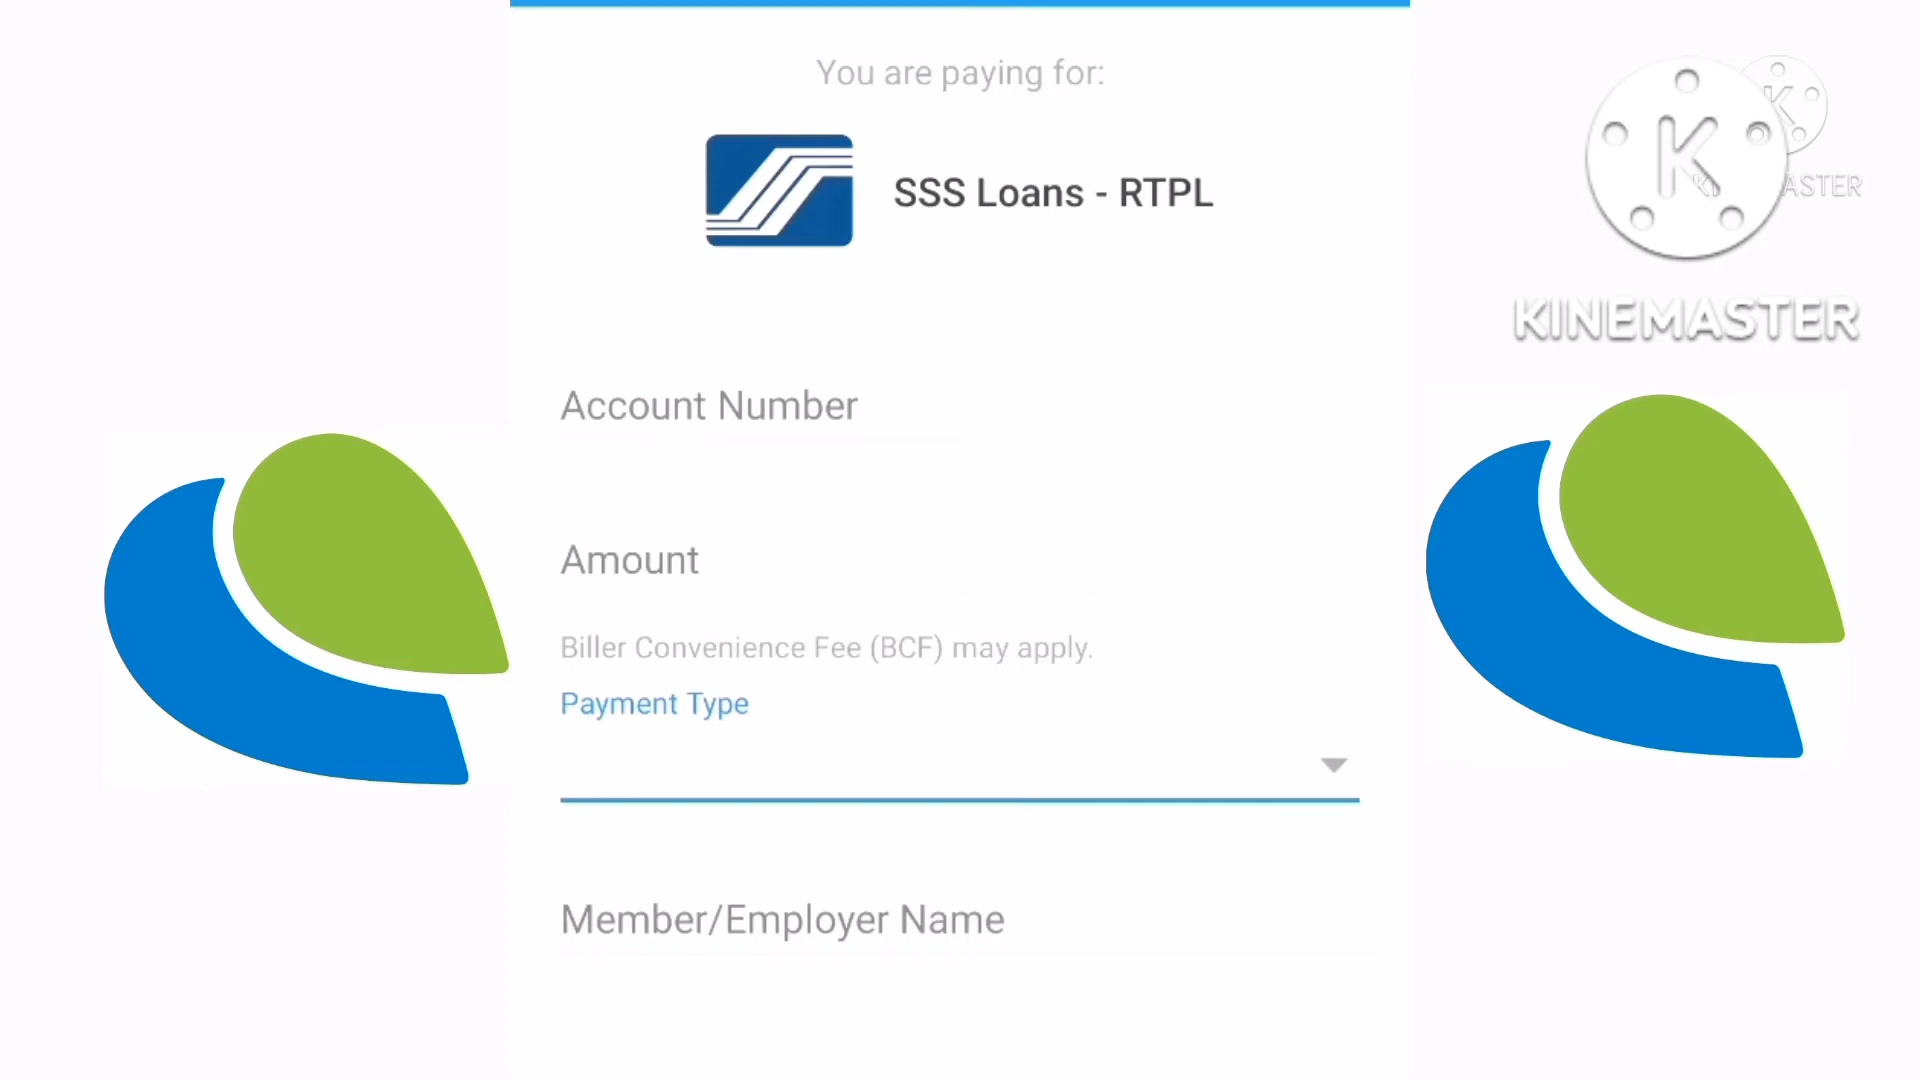 You are paying for:
SSS Loans - RTPL
KINEMASTER
Account Number
Amount
Biller Convenience Fee (BCF) may apply.
Payment Type
Member/Employer Name